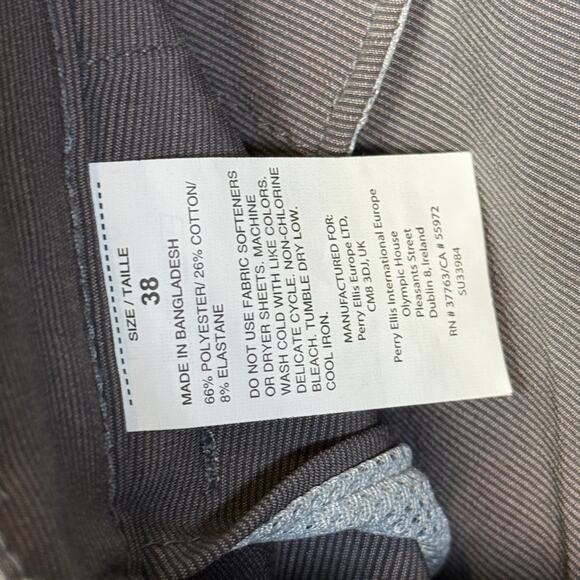 SIZE / TAILLE
38
MADE IN BANGLADESH
66% POLYESTER/ 26% COTTON/
8% ELASTANE
DO NOT USE FABRIC SOFTENERS
OR DRYER SHEETS. MACHINE
WASH COLD WITH LIKE COLORS.
DELICATE CYCLE. NON-CHLORINE
BLEACH. TUMBLE DRY LOW.
COOL IRON.
MANUFACTURED FOR:
Perry Ellis Europe LTD,
CM8 3DJ, UK
Perry Ellis International Europe
Olympic House
Pleasants Street
Dublin 8, Ireland
RN # 37763/CA # 55972
SU33984